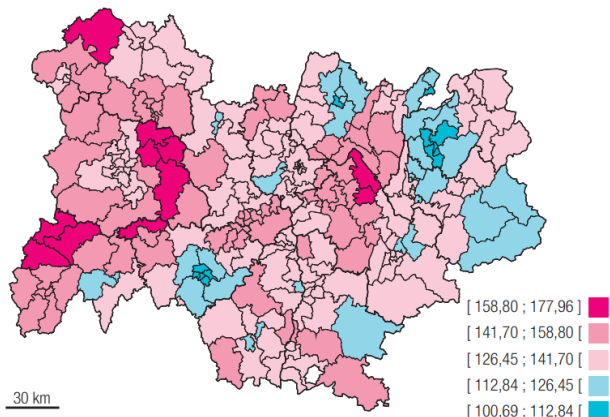 [ 158,80 ; 177,96 ]
[ 141,70 ; 158,80 [
[ 126,45 ; 141,70 [
[ 112,84 ; 126,45 [
[ 100,69 ; 112,84 [
30 km